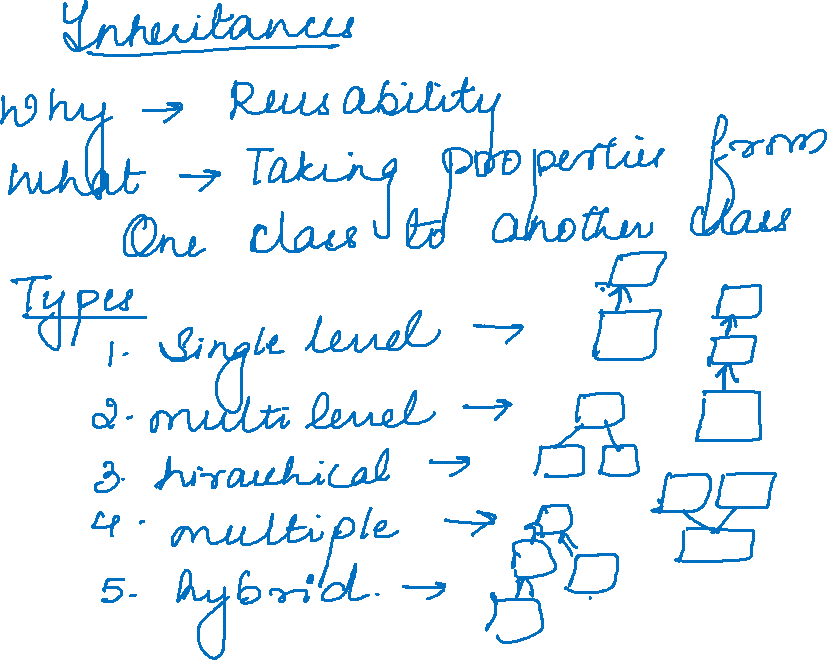 Inheritances
Why → Reusability
What → Taking properties from
One class to another class
Types
1. Single level →
2. multi level →
3. hirarchical →
4. multiple →
5. hybrid. →